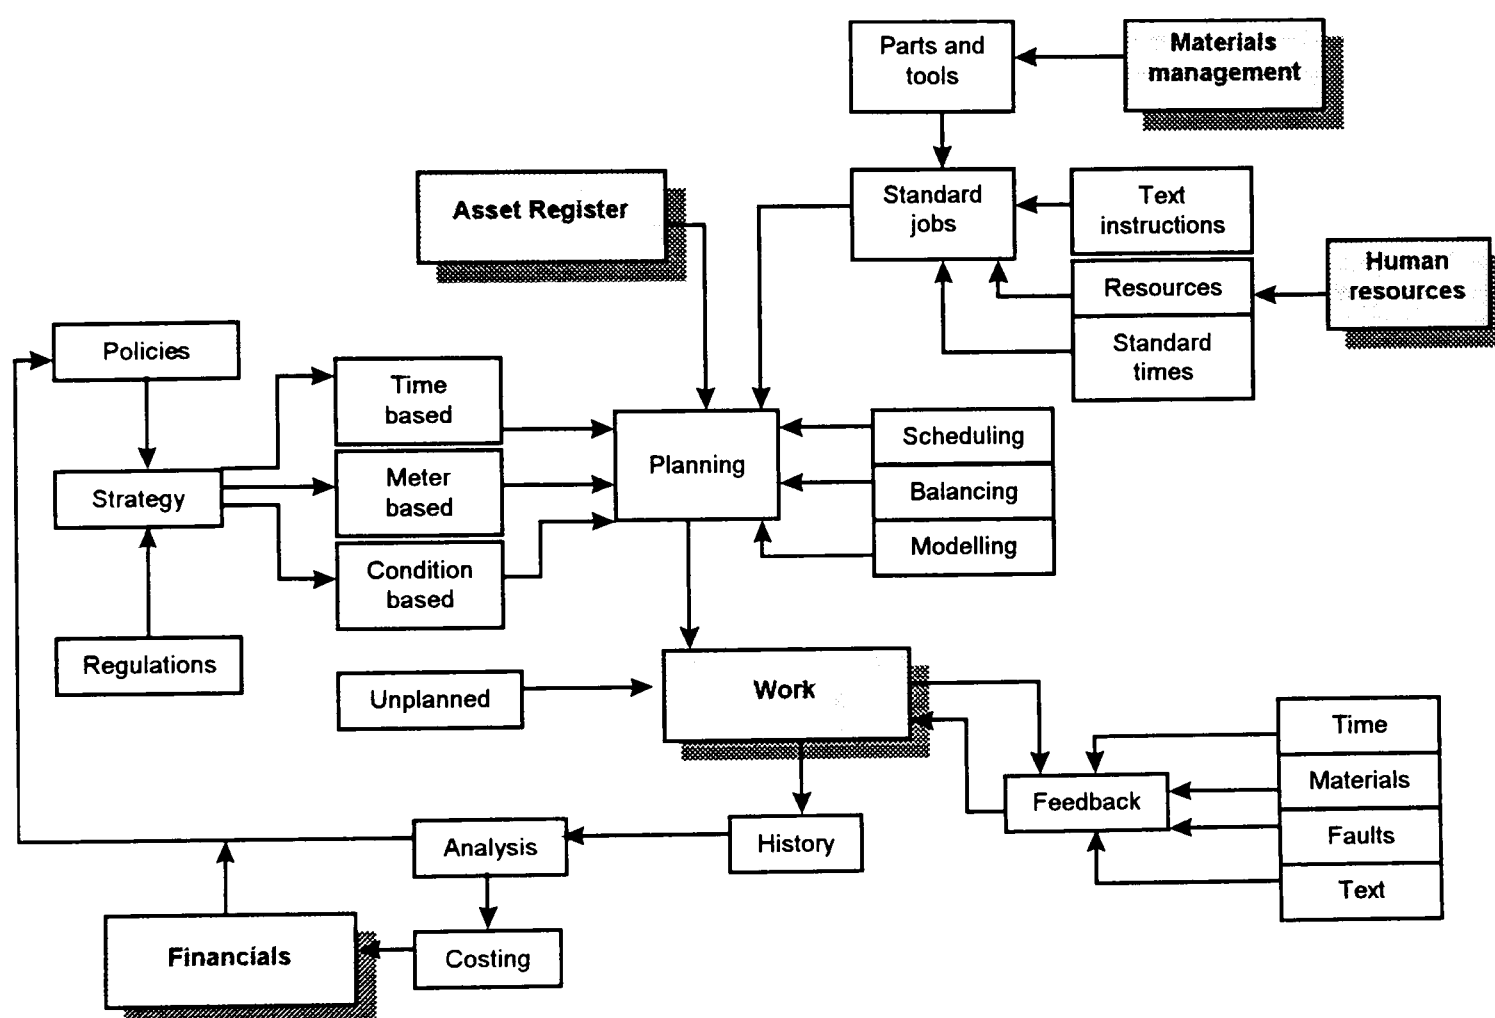 Parts and
tools
Materials
management
Asset Register
Standard
jobs
Text
instructions
Resources
Human
resources
Standard
times
Policies
Time
based
Strategy
Meter
based
Planning
Scheduling
Balancing
Modelling
Condition
based
Regulations
Unplanned
Work
Time
Materials
Feedback
Faults
Text
Analysis
History
Financials
Costing